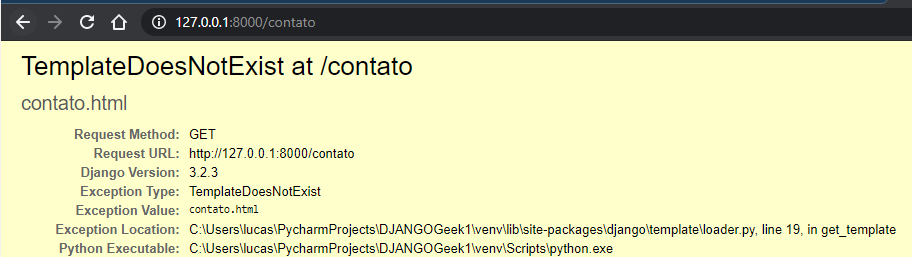 127.0.0.1:8000/contato
TemplateDoesNotExist at /contato
contato.html
Request Method: GET
Request URL: http://127.0.0.1:8000/contato
Django Version: 3.2.3
Exception Type: TemplateDoesNotExist
Exception Value: contato.html
Exception Location: C:\Users\lucas\PycharmProjects\DJANGOGeek1\venv\lib\site-packages\django\template\loader.py, line 19, in get_template
Python Executable: C:\Users\lucas\PycharmProjects\DJANGOGeek1\venv\Scripts\python.exe